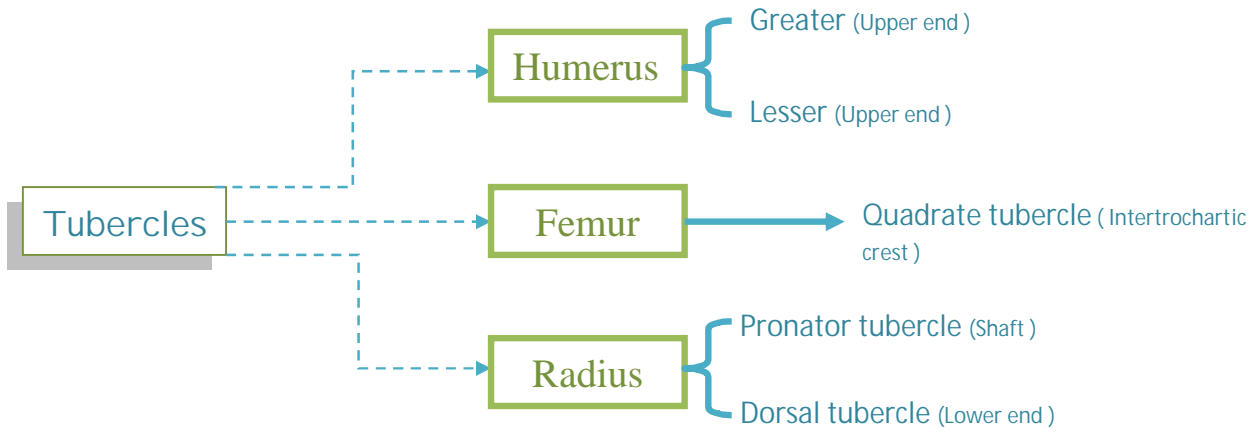 Greater (Upper end )
Humerus
Lesser (Upper end )
Tubercles
Femur
Quadrate tubercle ( Intertrochartic
crest )
Pronator tubercle (Shaft )
Radius
Dorsal tubercle (Lower end )